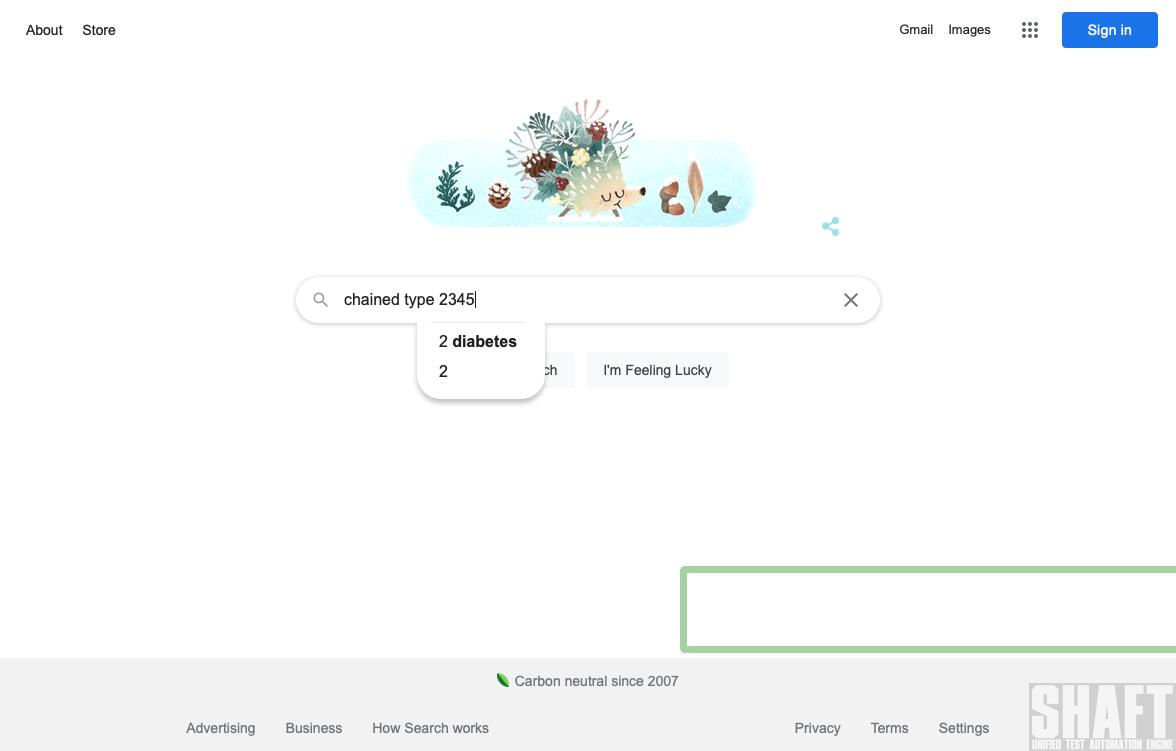 About Store
Gmail Images
Sign in
chained type 2345
2 diabetes
2
ch
I'm Feeling Lucky
Carbon neutral since 2007
Advertising Business How Search works
Privacy Terms Settings
SHAFT
UNIFIED TEST AUTOMATION ENGINE